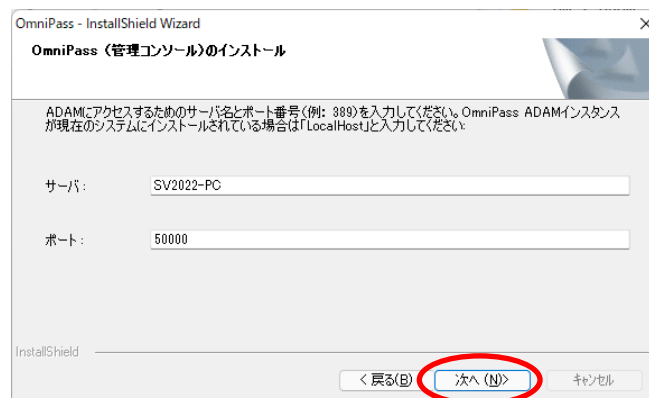 OmniPass - InstallShield Wizard
OmniPass (管理コンソール)のインストール
ADAMにアクセスするためのサーバ名とポート番号(例: 389)を入力してください。OmniPass ADAMインスタンス
が現在のシステムにインストールされている場合は「LocalHost」と入力してください:
サーバ:
SV2022-PC
ポート:
50000
InstallShield
< 戻る(B)
次へ (N)>
キャンセル